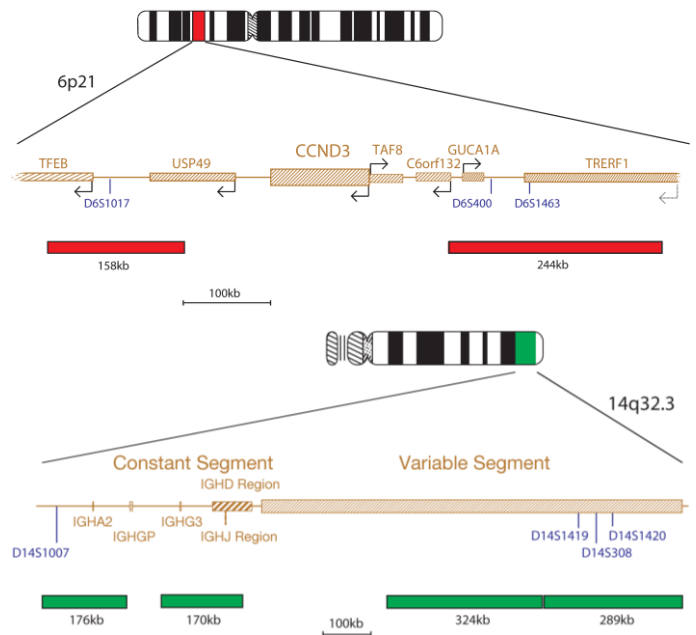 6p21
CCND3
TFEB USP49 TAF8 C6orf132 GUCA1A TRERF1
D6S1017 D6S400 D6S1463
158kb 244kb
100kb
14q32.3
Constant Segment Variable Segment
IGHD Region
IGHA2 IGHGP IGHG3 IGHJ Region
D14S1007 D14S1419 D14S308 D14S1420
176kb 170kb 100kb 324kb 289kb